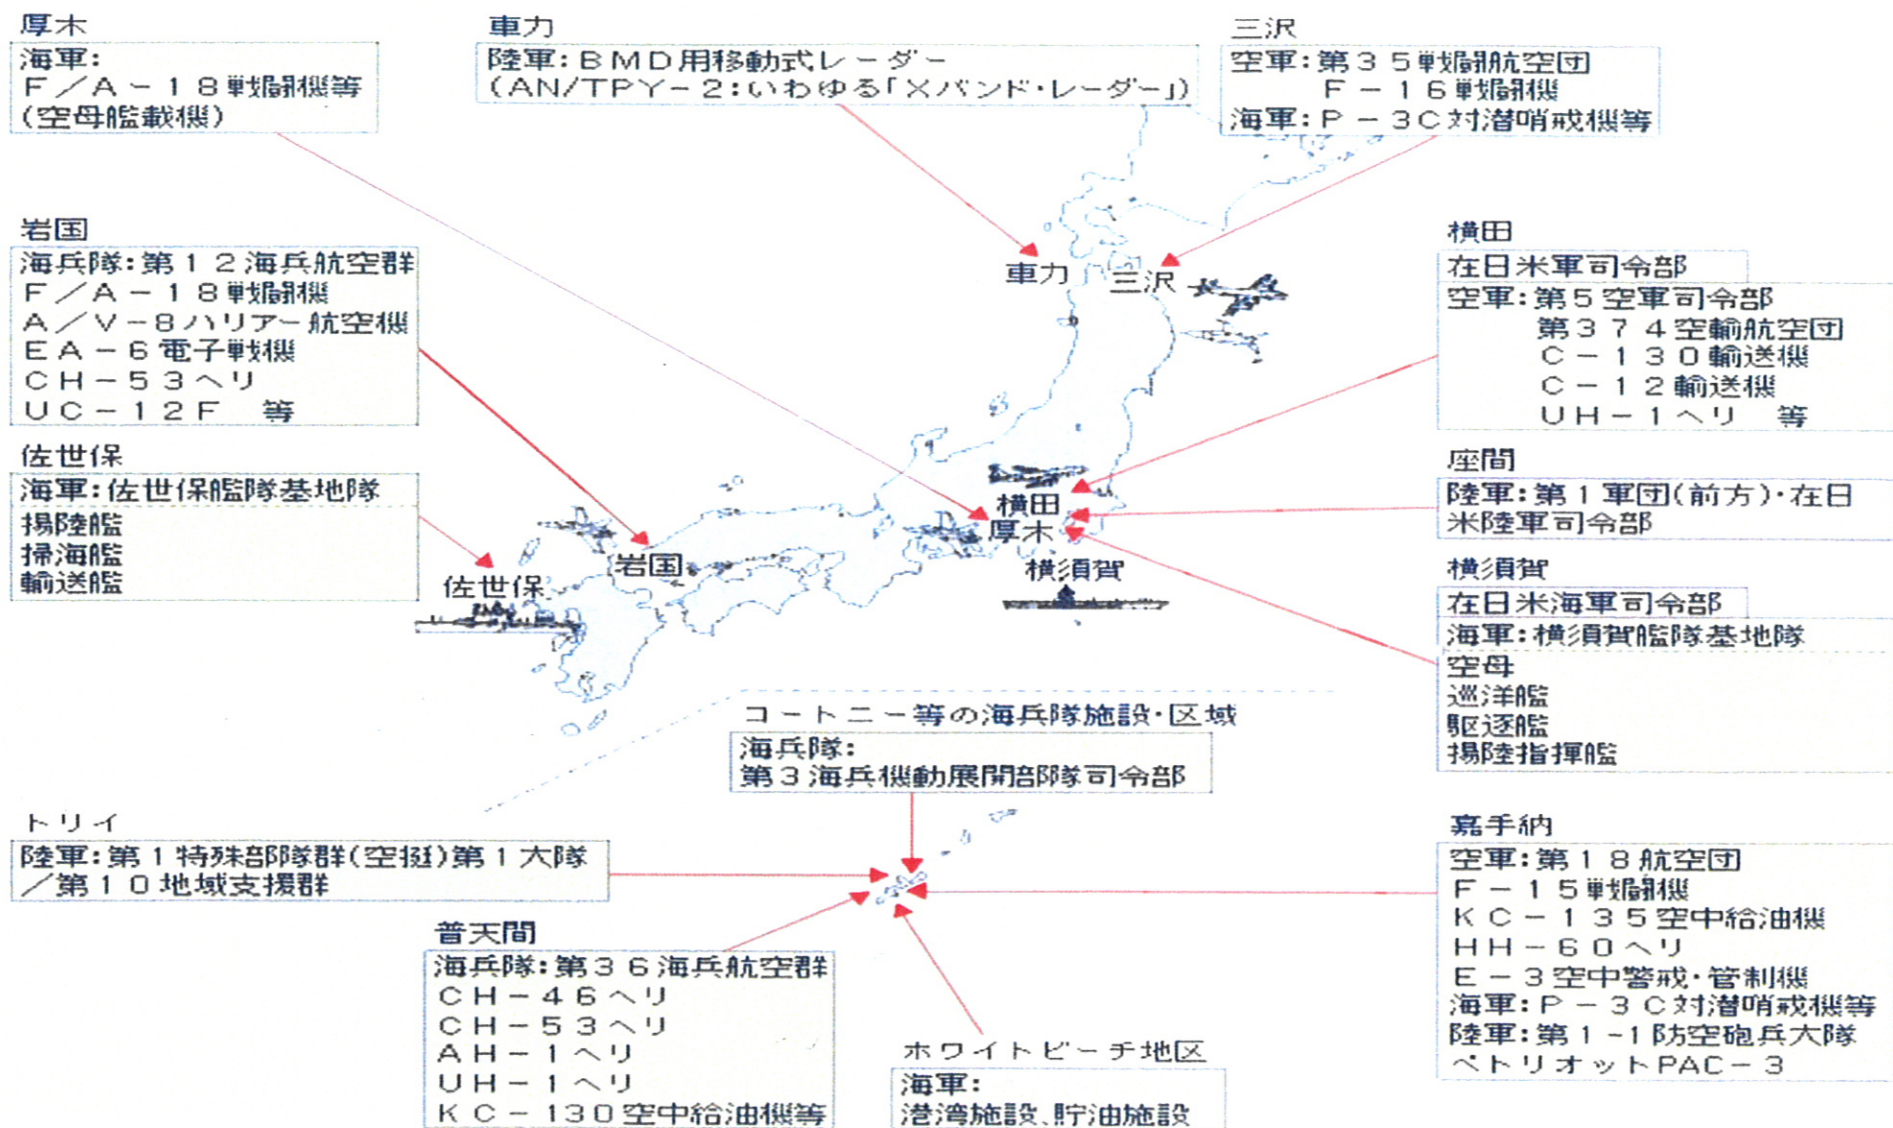 厚木
海軍:
F/A-18戦闘機等
(空母艦載機)
車力
陸軍:BMD用移動式レーダー
(AN/TPY-2:いわゆる「Xバンド・レーダー」)
三沢
空軍:第35戦闘航空団
F-16戦闘機
海軍:P-3C対潜哨戒機等
岩国
海兵隊:第12海兵航空群
F/A-18戦闘機
A/V-8ハリアー航空機
EA-6電子戦機
CH-53ヘリ
UC-12F 等
佐世保
海軍:佐世保艦隊基地隊
揚陸艦
掃海艦
輸送艦
車力
三沢
横田
厚木
横須賀
岩国
佐世保
横田
在日米軍司令部
空軍:第5空軍司令部
第374空輸航空団
C-130輸送機
C-12輸送機
UH-1ヘリ 等
座間
陸軍:第1軍団(前方)・在日
米陸軍司令部
横須賀
在日米海軍司令部
海軍:横須賀艦隊基地隊
空母
巡洋艦
駆逐艦
揚陸指揮艦
コートニー等の海兵隊施設・区域
海兵隊:
第3海兵機動展開部隊司令部
トリイ
陸軍:第1特殊部隊群(空挺)第1大隊
/第10地域支援群
普天間
海兵隊:第36海兵航空群
CH-46ヘリ
CH-53ヘリ
AH-1ヘリ
UH-1ヘリ
KC-130空中給油機等
ホワイトビーチ地区
海軍:
港湾施設、貯油施設
嘉手納
空軍:第18航空団
F-15戦闘機
KC-135空中給油機
HH-60ヘリ
E-3空中警戒・管制機
海軍:P-3C対潜哨戒機等
陸軍:第1-1防空砲兵大隊
ペトリオットPAC-3